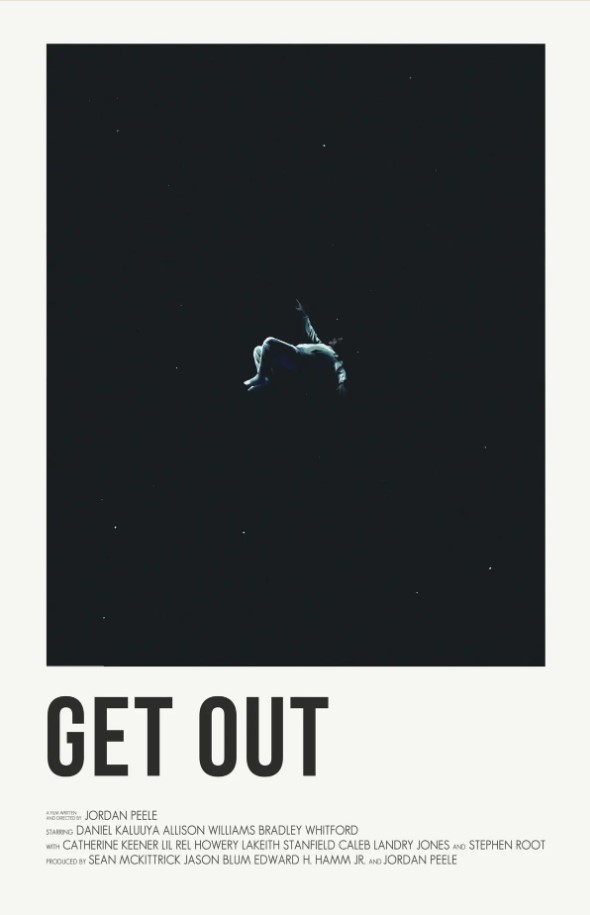 GET OUT
A FILM WRITTEN
AND DIRECTED BY JORDAN PEELE
STARRING DANIEL KALUUYA ALLISON WILLIAMS BRADLEY WHITFORD
WITH CATHERINE KEENER LIL REL HOWERY LAKEITH STANFIELD CALEB LANDRY JONES AND STEPHEN ROOT
PRODUCED BY SEAN MCKITTRICK JASON BLUM EDWARD H. HAMM JR. AND JORDAN PEELE